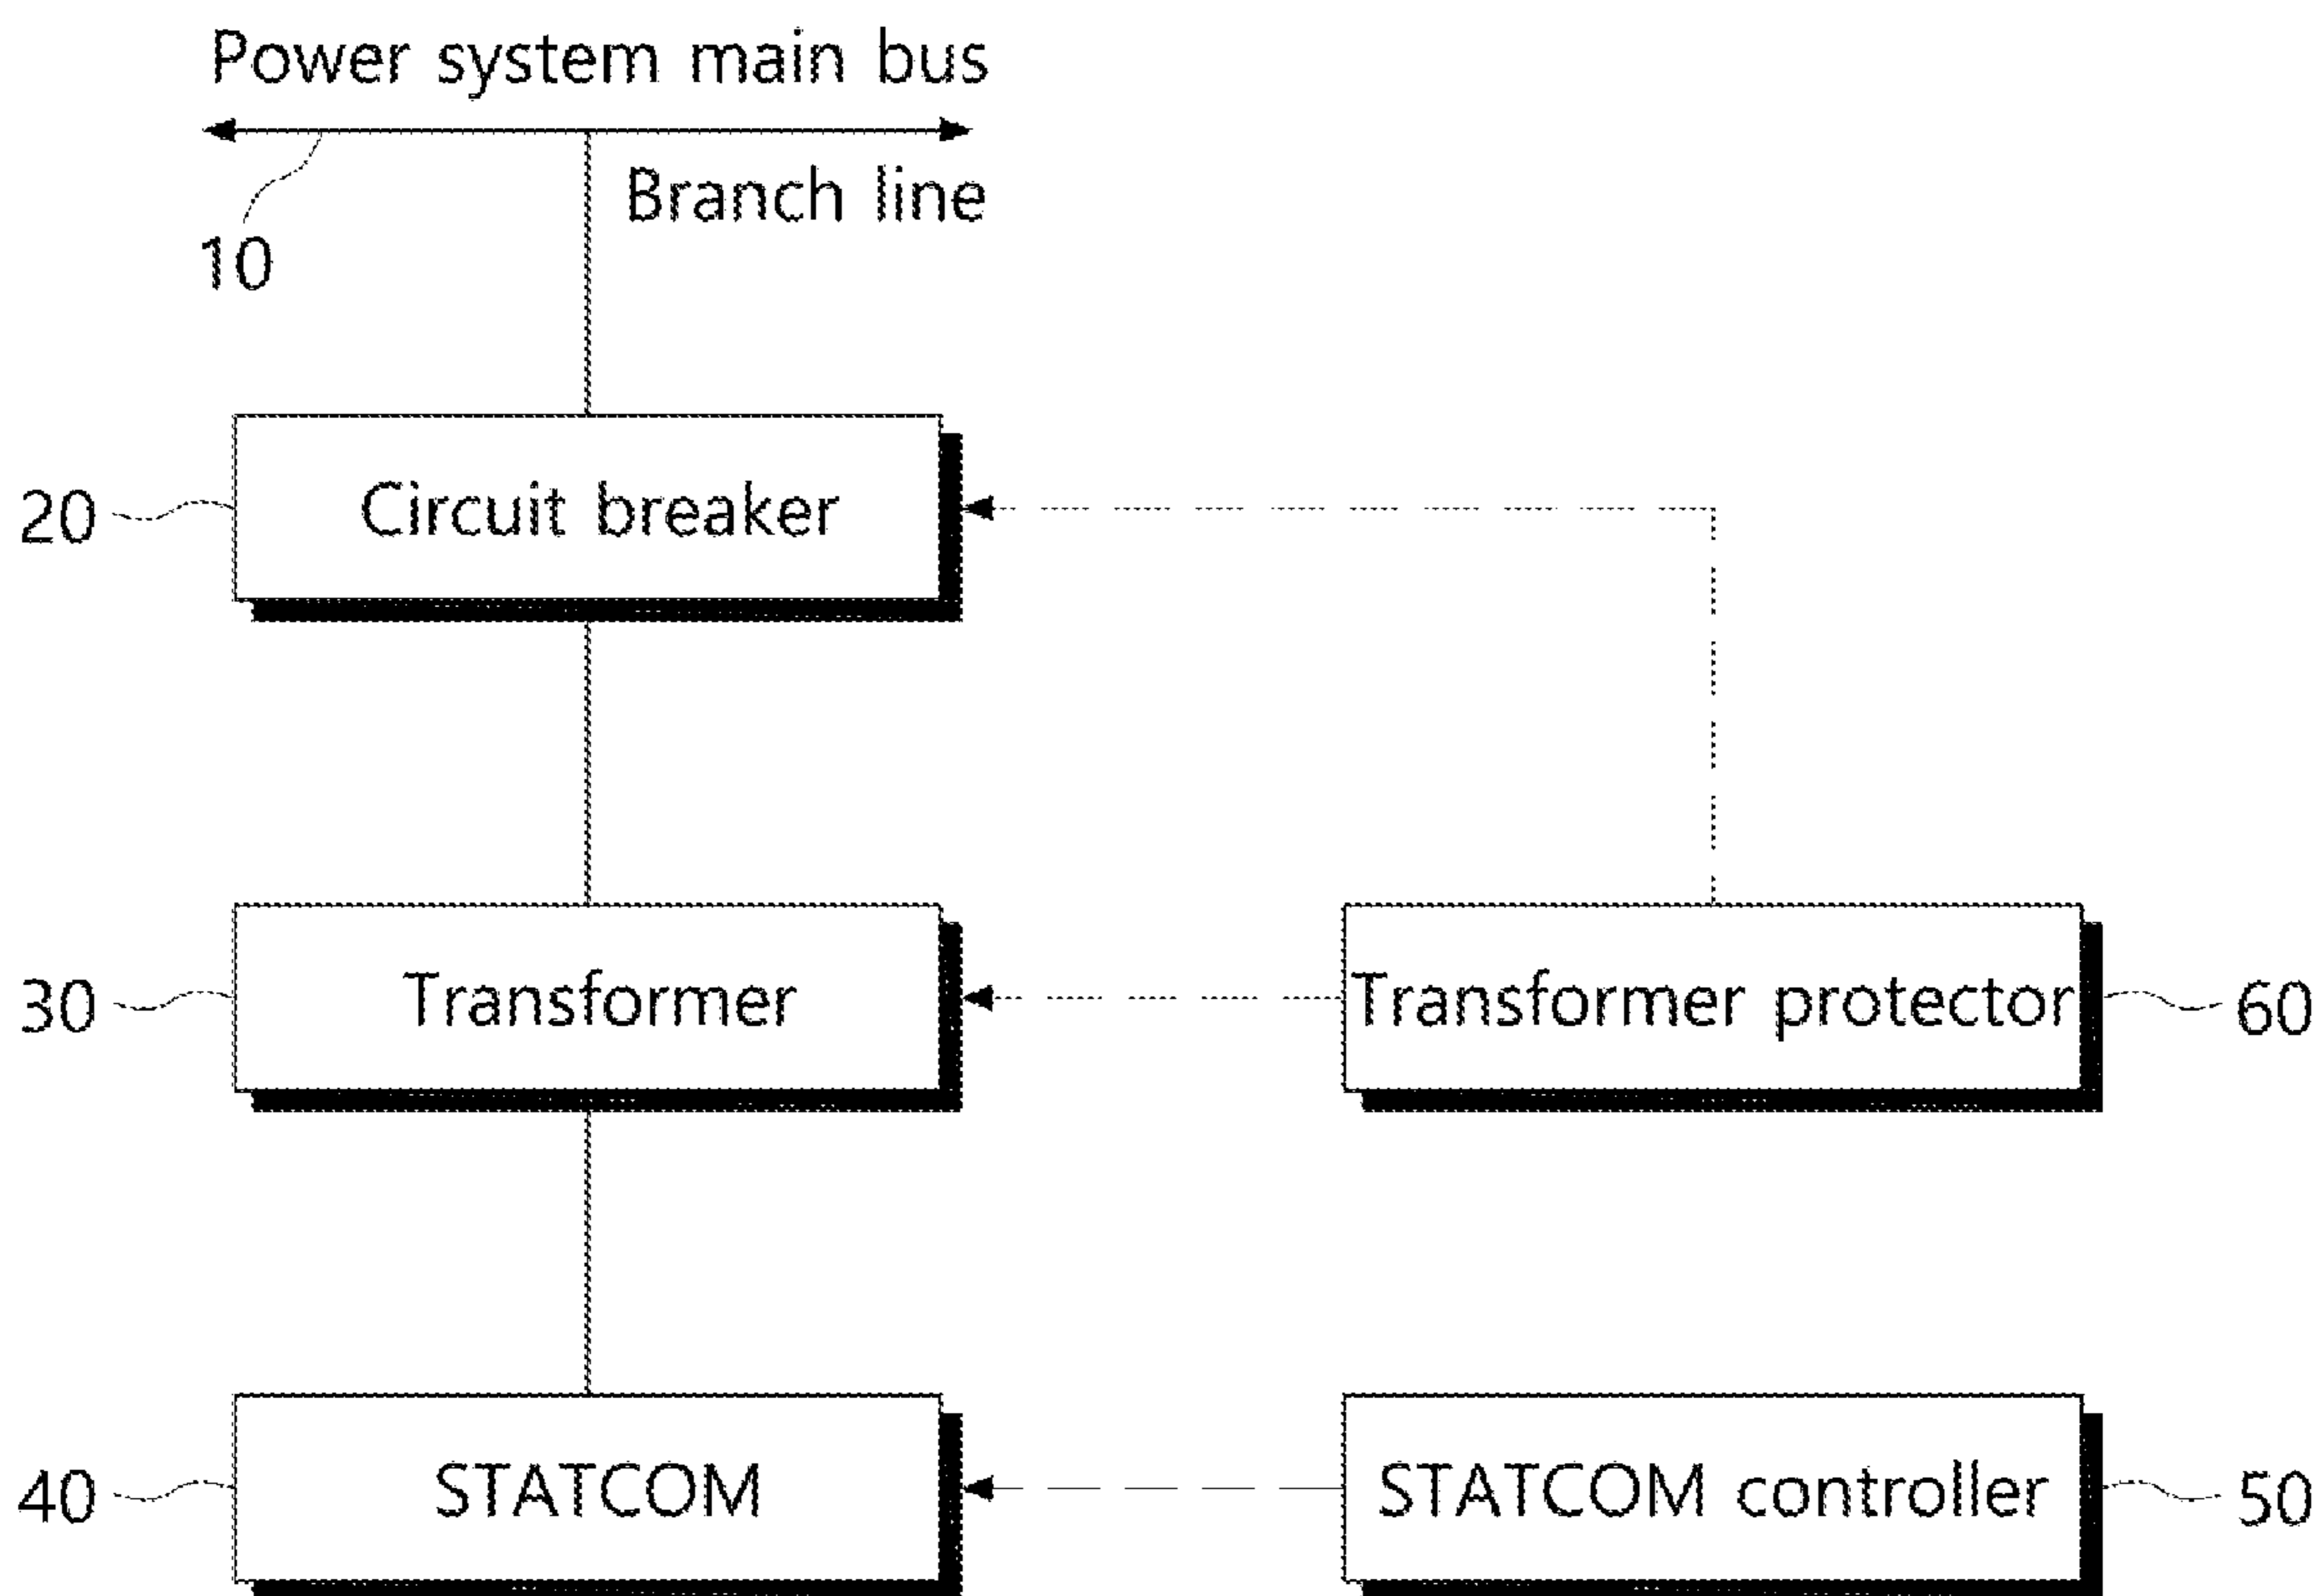 Power system main bus
Branch line
10
20
Circuit breaker
30
Transformer
Transformer protector
60
40
STATCOM
STATCOM controller
50